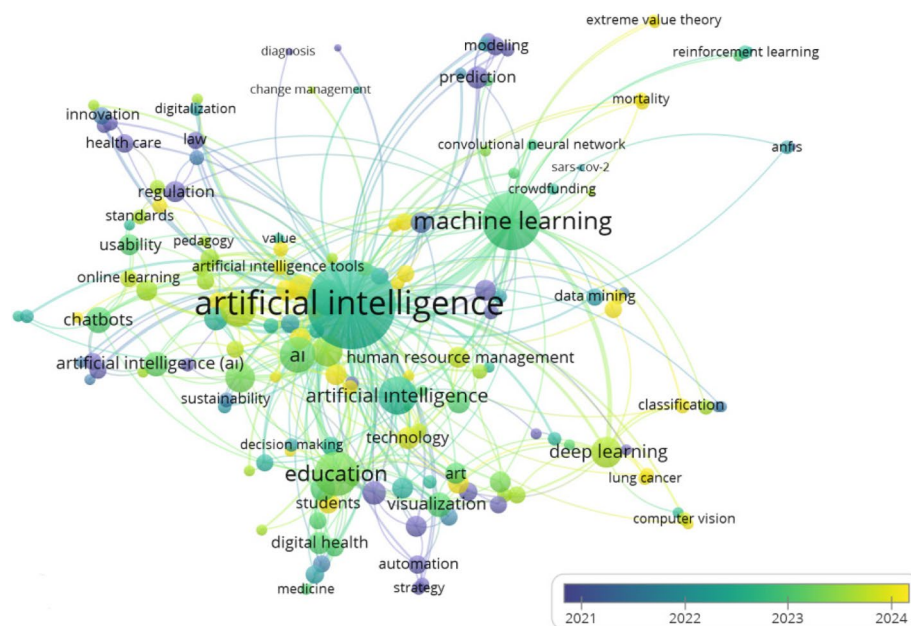 extreme value theory
modeling
diagnosis
reinforcement learning
prediction
change management
mortality
digitalization
innovation
law
health care
convolutional neural network
anfis
sars-cov-2
crowdfunding
regulation
standards
machine learning
usability
pedagogy
value
artificial intelligence tools
online learning
artificial intelligence
data mining
chatbots
artificial intelligence (aı)
aı
human resource management
sustainability
artificial ıntelligence
classification
technology
decision making
deep learning
education
art
lung cancer
students
visualization
computer vision
digital health
automation
medicine
strategy
2021 2022 2023 2024